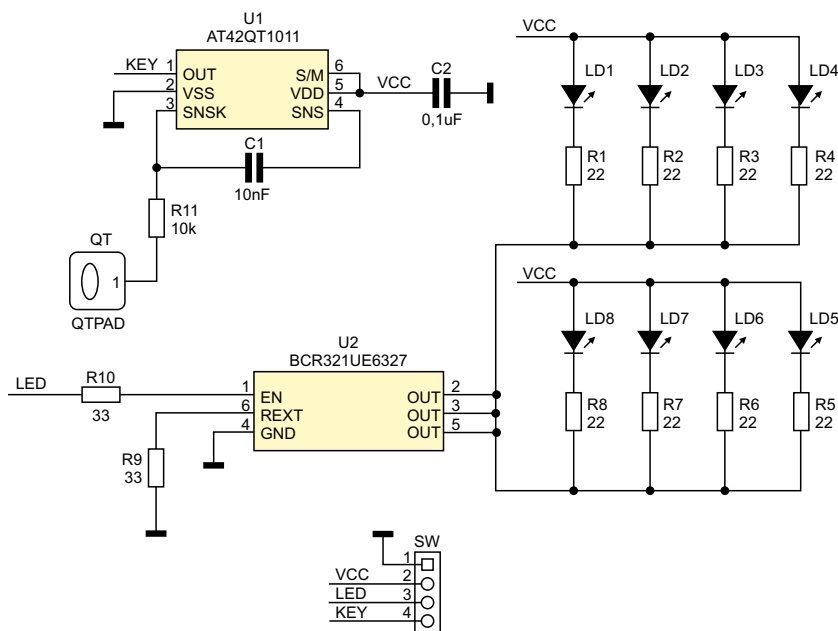 U1
AT42QT1011
KEY 1 OUT
2 VSS
3 SNSK
S/M 6
VDD 5
SNS 4
VCC
C2
0,1uF
C1
10nF
R11
10k
QT
1
QTPAD
VCC
LD1 LD2 LD3 LD4
R1 22
R2 22
R3 22
R4 22
VCC
LD8 LD7 LD6 LD5
R8 22
R7 22
R6 22
R5 22
U2
BCR321UE6327
LED
R10
33
1 EN
6 REXT
4 GND
OUT 2
OUT 3
OUT 5
R9
33
SW
1
VCC 2
LED 3
KEY 4